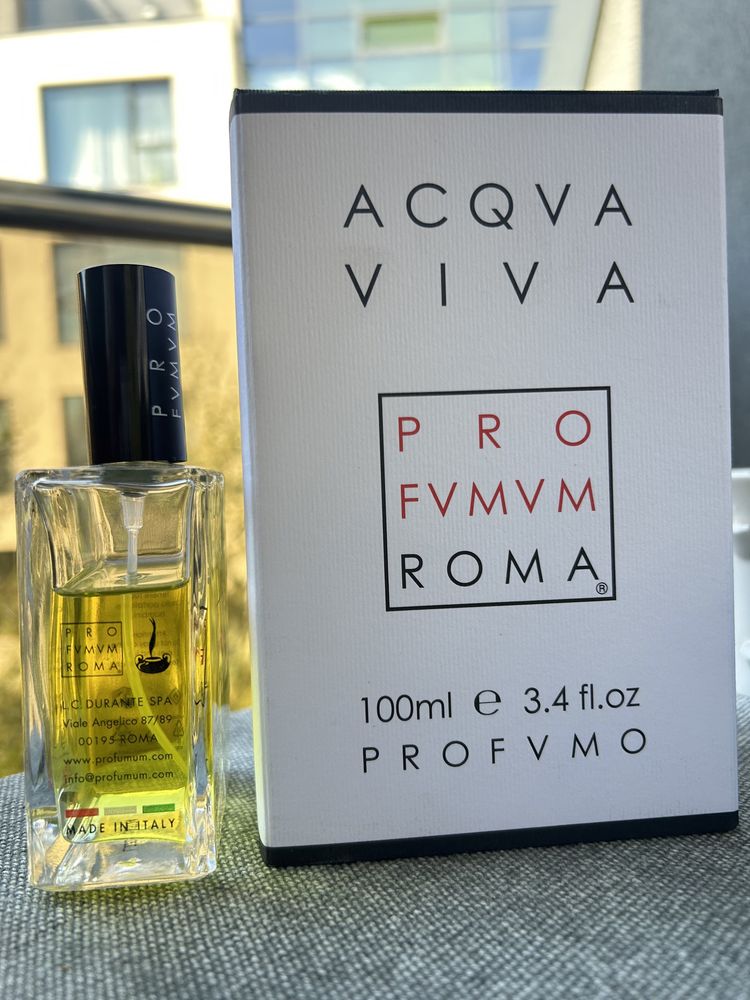 ACQVA
VIVA
PRO
FVMVM
ROMA®
100ml ℮ 3.4 fl.oz
PROFVMO
PRO
FVMVM
PRO
FVMVM
ROMA
L.C. DURANTE SPA
Viale Angelico 87/89
00195 ROMA
www.profumum.com
info@profumum.com
MADE IN ITALY